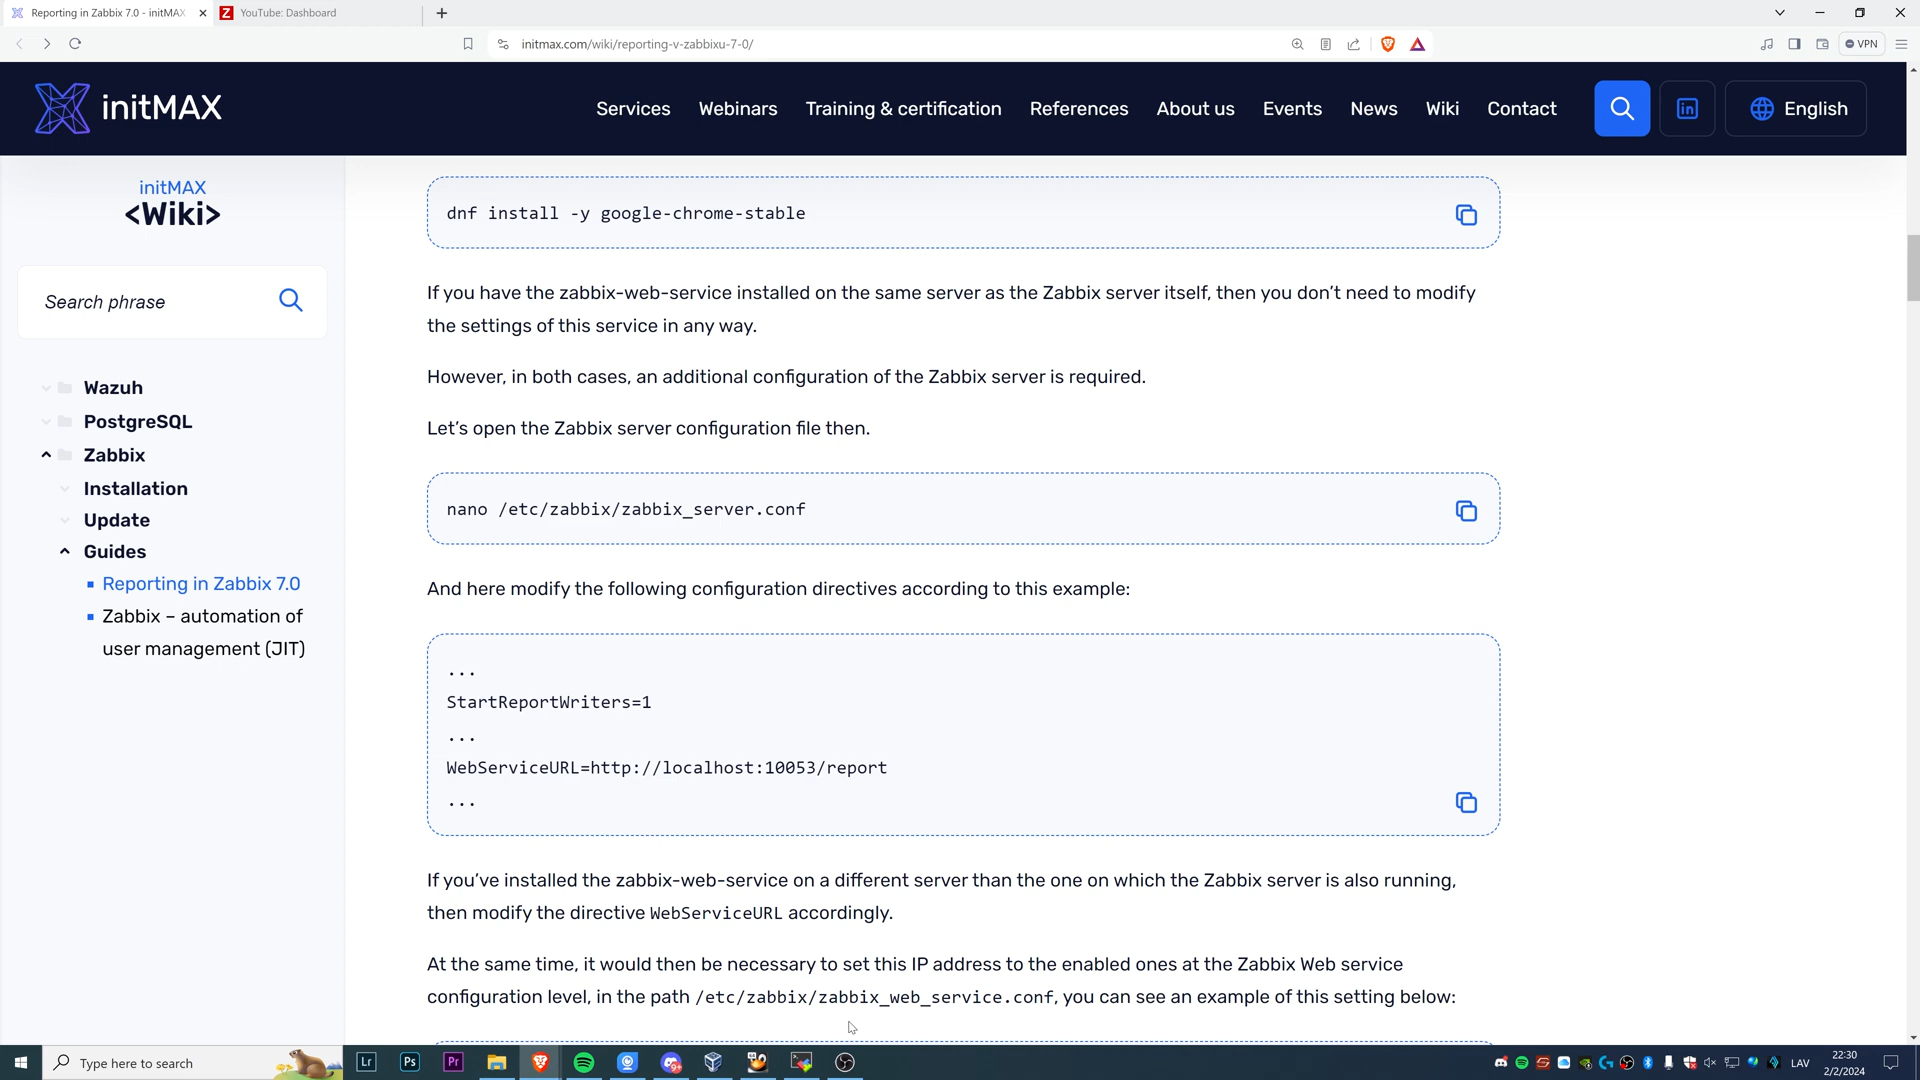 Reporting in Zabbix 7.0 - initMAX
YouTube: Dashboard
initmax.com/wiki/reporting-v-zabbixu-7-0/
VPN
initMAX
Services
Webinars
Training & certification
References
About us
Events
News
Wiki
Contact
English
initMAX
<Wiki>
Search phrase
Wazuh
PostgreSQL
Zabbix
Installation
Update
Guides
Reporting in Zabbix 7.0
Zabbix – automation of
user management (JIT)
dnf install -y google-chrome-stable
If you have the zabbix-web-service installed on the same server as the Zabbix server itself, then you don’t need to modify
the settings of this service in any way.
However, in both cases, an additional configuration of the Zabbix server is required.
Let’s open the Zabbix server configuration file then.
nano /etc/zabbix/zabbix_server.conf
And here modify the following configuration directives according to this example:
...
StartReportWriters=1
...
WebServiceURL=http://localhost:10053/report
...
If you’ve installed the zabbix-web-service on a different server than the one on which the Zabbix server is also running,
then modify the directive WebServiceURL accordingly.
At the same time, it would then be necessary to set this IP address to the enabled ones at the Zabbix Web service
configuration level, in the path /etc/zabbix/zabbix_web_service.conf, you can see an example of this setting below:
Type here to search
Lr
Ps
Pr
9+
LAV
22:30
2/2/2024